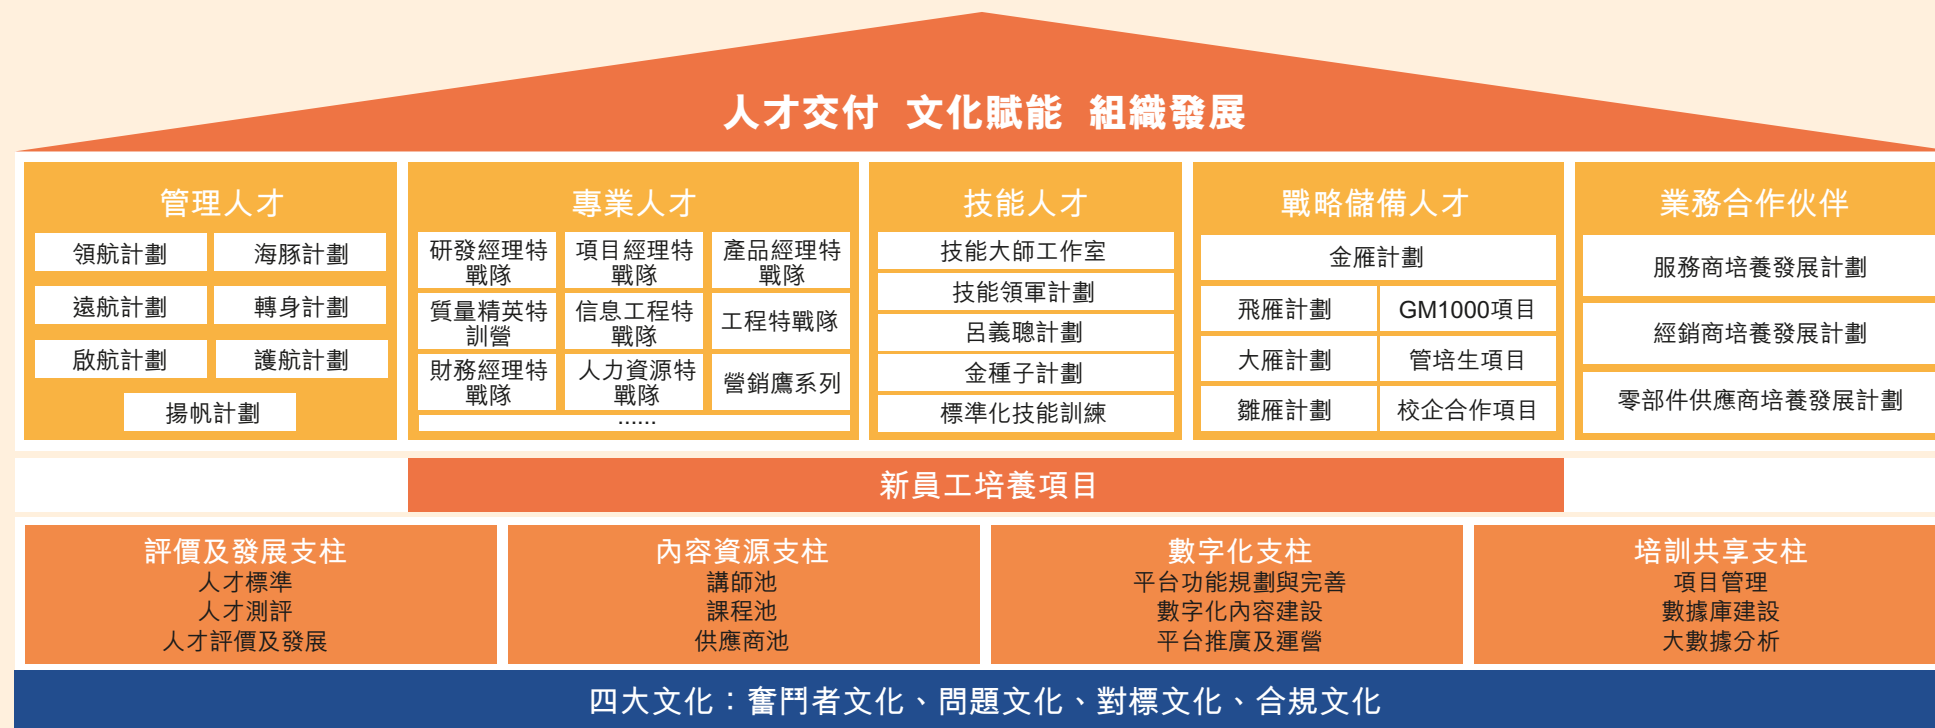 人才交付 文化賦能 組織發展
管理人才
領航計劃
海豚計劃
遠航計劃
轉身計劃
啟航計劃
護航計劃
揚帆計劃
專業人才
研發經理特
戰隊
項目經理特
戰隊
產品經理特
戰隊
質量精英特
訓營
信息工程特
戰隊
工程特戰隊
財務經理特
戰隊
人力資源特
戰隊
營銷鷹系列
......
技能人才
技能大師工作室
技能領軍計劃
呂義聰計劃
金種子計劃
標準化技能訓練
戰略儲備人才
金雁計劃
飛雁計劃
GM1000項目
大雁計劃
管培生項目
雛雁計劃
校企合作項目
業務合作伙伴
服務商培養發展計劃
經銷商培養發展計劃
零部件供應商培養發展計劃
新員工培養項目
評價及發展支柱
人才標準
人才測評
人才評價及發展
內容資源支柱
講師池
課程池
供應商池
數字化支柱
平台功能規劃與完善
數字化內容建設
平台推廣及運營
培訓共享支柱
項目管理
數據庫建設
大數據分析
四大文化：奮鬥者文化、問題文化、對標文化、合規文化